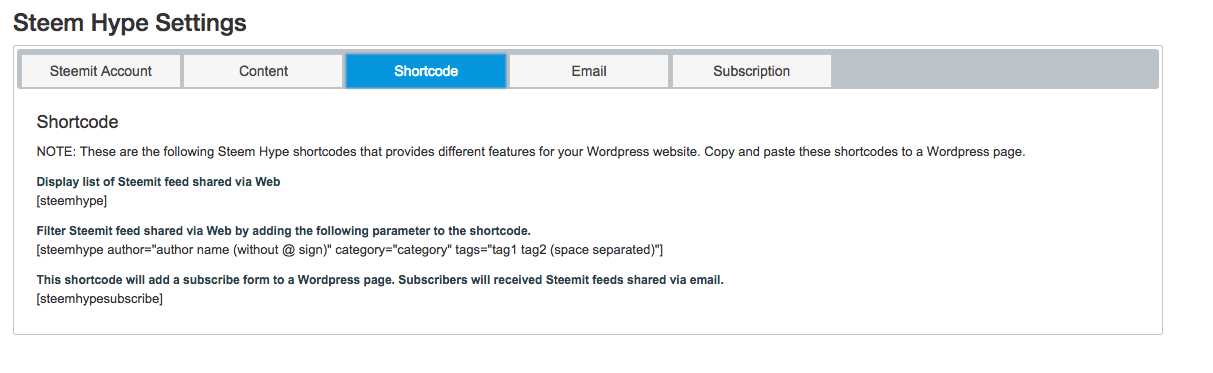 Steem Hype Settings
Steemit Account
Content
Shortcode
Email
Subscription
Shortcode
NOTE: These are the following Steem Hype shortcodes that provides different features for your Wordpress website. Copy and paste these shortcodes to a Wordpress page.
Display list of Steemit feed shared via Web
[steemhype]
Filter Steemit feed shared via Web by adding the following parameter to the shortcode.
[steemhype author="author name (without @ sign)" category="category" tags="tag1 tag2 (space separated)"]
This shortcode will add a subscribe form to a Wordpress page. Subscribers will received Steemit feeds shared via email.
[steemhypesubscribe]